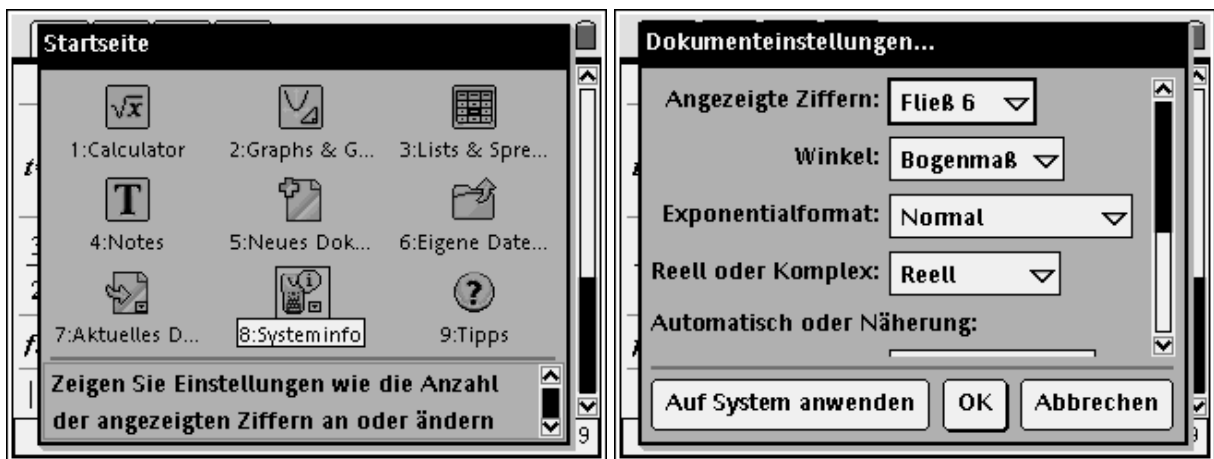 Startseite
√x
1:Calculator 2:Graphs & G... 3:Lists & Spre...
T
4:Notes 5:Neues Dok... 6:Eigene Date...
?
7:Aktuelles D... 8:Systeminfo 9:Tipps
Zeigen Sie Einstellungen wie die Anzahl
der angezeigten Ziffern an oder ändern
9
Dokumenteinstellungen...
Angezeigte Ziffern: Fließ 6
Winkel: Bogenmaß
Exponentialformat: Normal
Reell oder Komplex: Reell
Automatisch oder Näherung:
Auf System anwenden OK Abbrechen